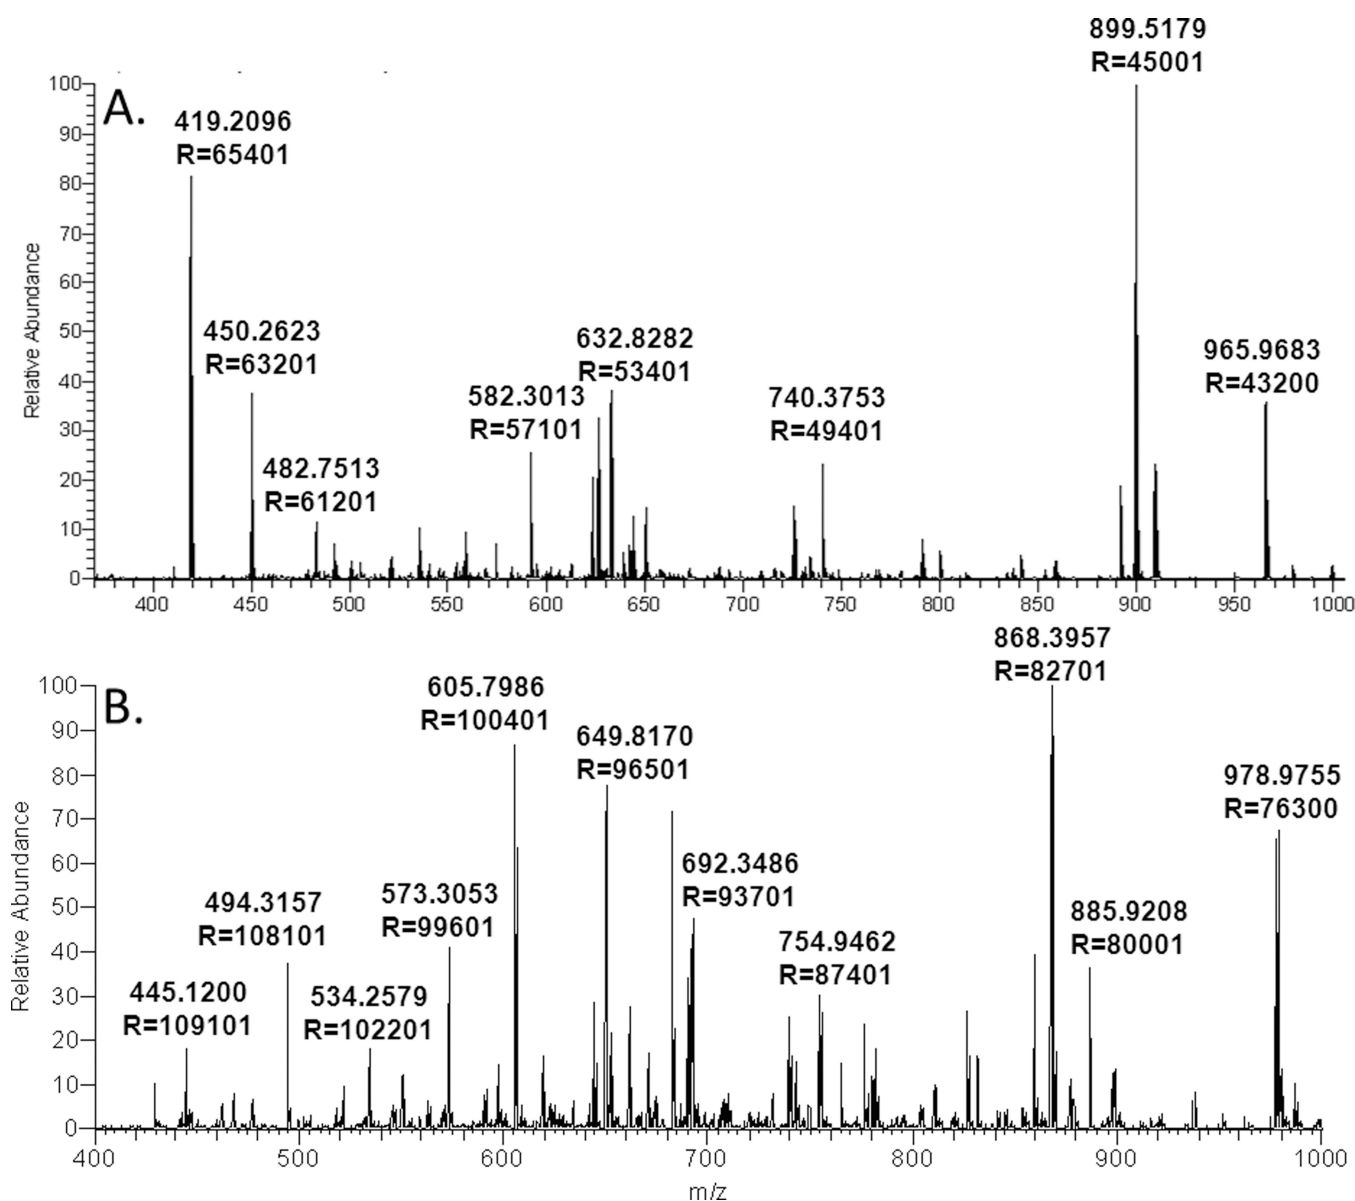 899.5179
R=45001
A.
419.2096
R=65401
450.2623
R=63201
482.7513
R=61201
582.3013
R=57101
632.8282
R=53401
740.3753
R=49401
965.9683
R=43200
Relative Abundance
100
90
80
70
60
50
40
30
20
10
0
400 450 500 550 600 650 700 750 800 850 900 950 1000
868.3957
R=82701
B.
605.7986
R=100401
649.8170
R=96501
978.9755
R=76300
692.3486
R=93701
573.3053
R=99601
494.3157
R=108101
885.9208
R=80001
754.9462
R=87401
445.1200
R=109101
534.2579
R=102201
Relative Abundance
100
90
80
70
60
50
40
30
20
10
0
400 500 600 700 800 900 1000
m/z